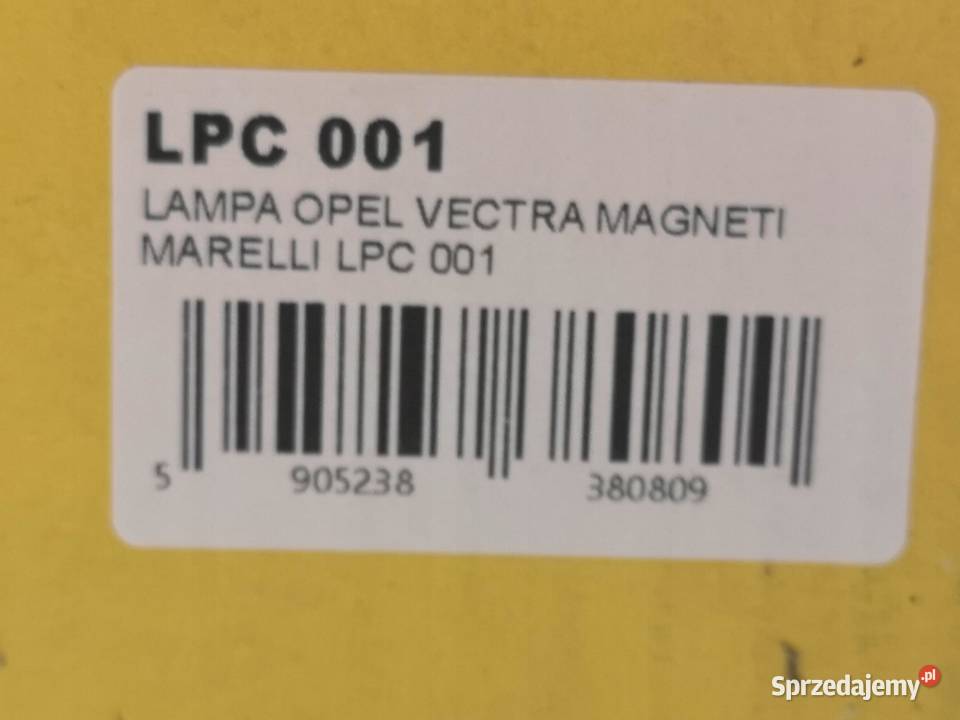 LPC 001
LAMPA OPEL VECTRA MAGNETI
MARELLI LPC 001
5 905238 380809
Sprzedajemy.pl